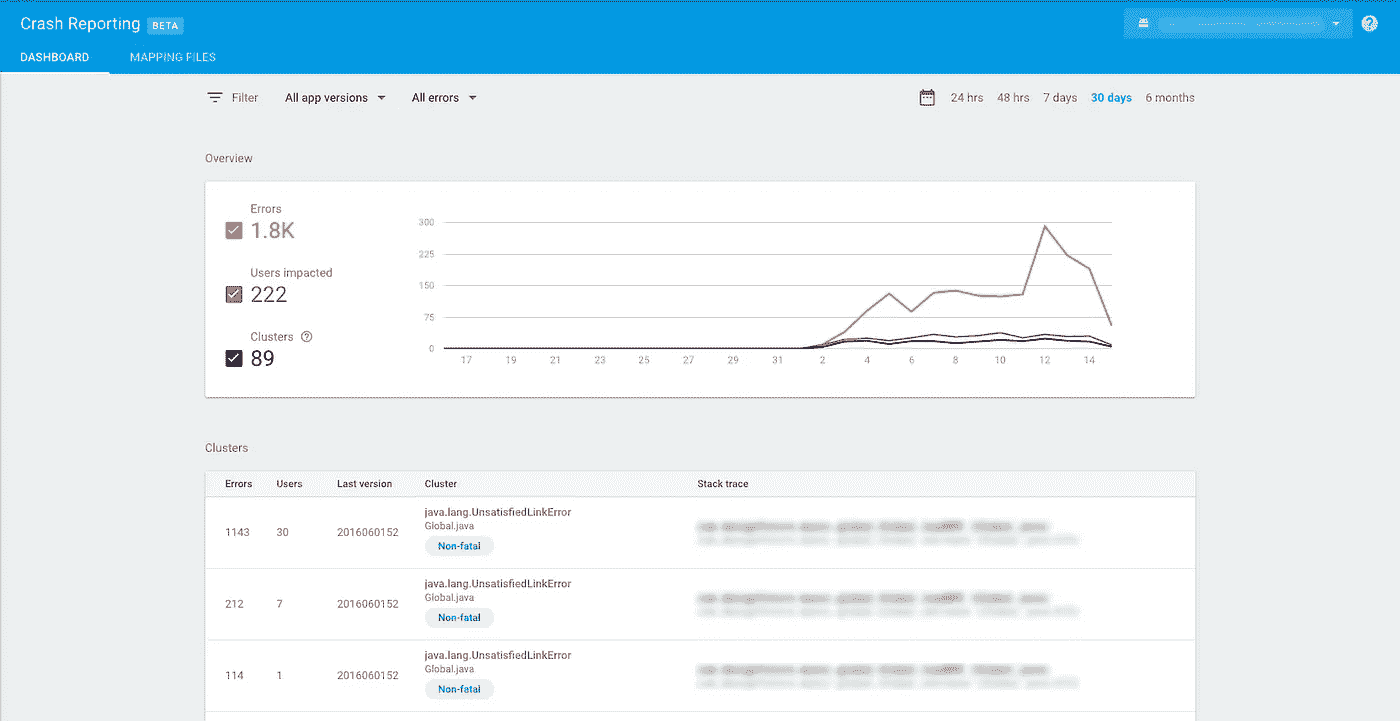 Crash Reporting BETA
DASHBOARD MAPPING FILES
Filter All app versions All errors 24 hrs 48 hrs 7 days 30 days 6 months
Overview
Errors
1.8K
Users impacted
222
Clusters
89
300
225
150
75
0
17 19 21 23 25 27 29 31 2 4 6 8 10 12 14
Clusters
Errors Users Last version Cluster Stack trace
java.lang.UnsatisfiedLinkError
Global.java
1143 30 2016060152
Non-fatal
java.lang.UnsatisfiedLinkError
Global.java
212 7 2016060152
Non-fatal
java.lang.UnsatisfiedLinkError
Global.java
114 1 2016060152
Non-fatal